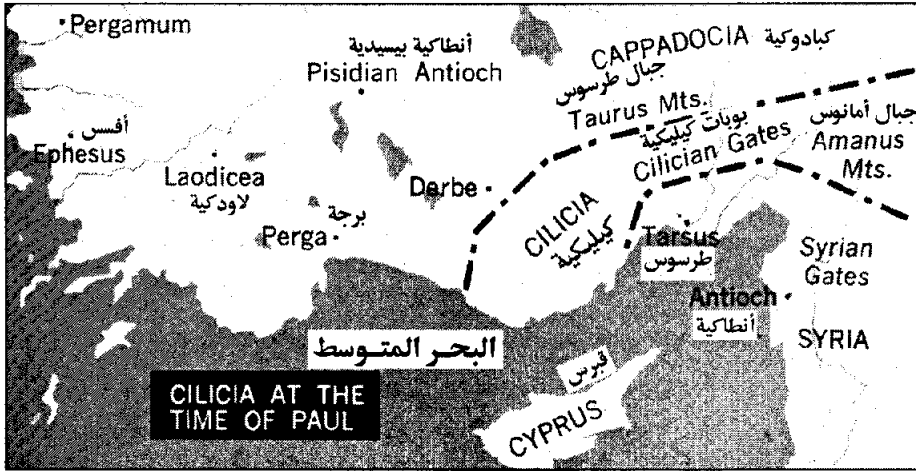 Pergamum
أنطاكية بيسيدية
Pisidian Antioch
CAPPADOCIA كبادوكية
جبال طرسوس
Taurus Mts.
بوبات كيليكية
Cilician Gates
جبال أمانوس
Amanus
Mts.
أفسس
Ephesus
Laodicea
لاودكية
Derbe
برجة
Perga
CILICIA
كيليكية
Tarsus
طرسوس
Syrian
Gates
Antioch
أنطاكية
SYRIA
البحر المتوسط
قبرس
CYPRUS
CILICIA AT THE
TIME OF PAUL